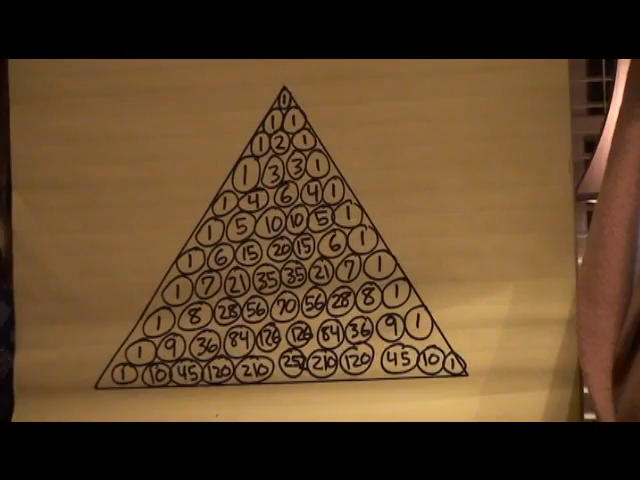 1
1 1
1 2 1
1 3 3 1
1 4 6 4 1
1 5 10 10 5 1
1 6 15 20 15 6 1
1 7 21 35 35 21 7 1
1 8 28 56 70 56 28 8 1
1 9 36 84 126 126 84 36 9 1
1 10 45 120 210 252 210 120 45 10 1